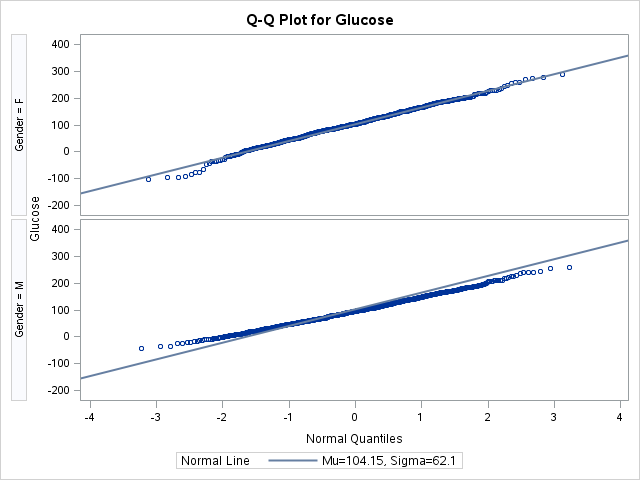 Q-Q Plot for Glucose
Gender = F
400
300
200
100
0
-100
-200
Glucose
Gender = M
400
300
200
100
0
-100
-200
-4 -3 -2 -1 0 1 2 3 4
Normal Quantiles
Normal Line Mu=104.15, Sigma=62.1